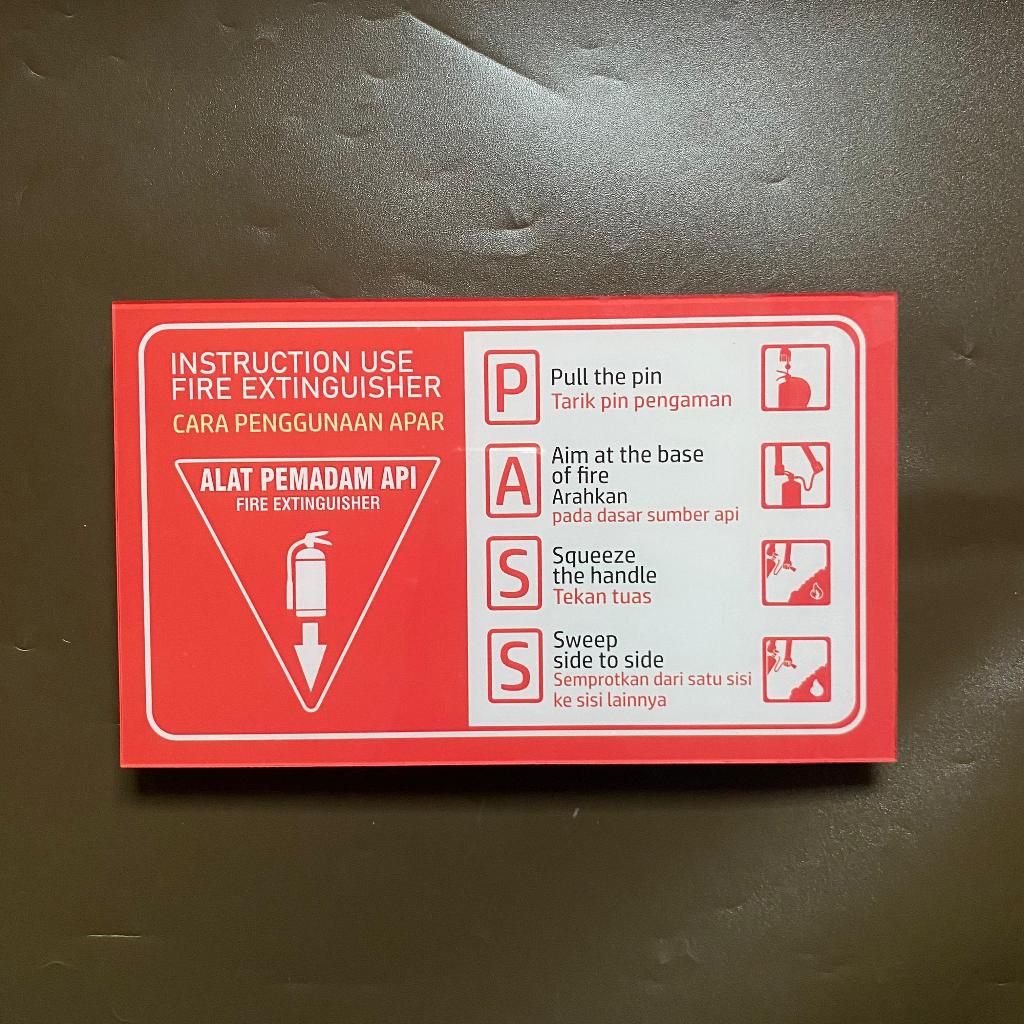 INSTRUCTION USE
FIRE EXTINGUISHER
CARA PENGGUNAAN APAR
ALAT PEMADAM API
FIRE EXTINGUISHER
P
Pull the pin
Tarik pin pengaman
A
Aim at the base
of fire
Arahkan
pada dasar sumber api
S
Squeeze
the handle
Tekan tuas
S
Sweep
side to side
Semprotkan dari satu sisi
ke sisi lainnya